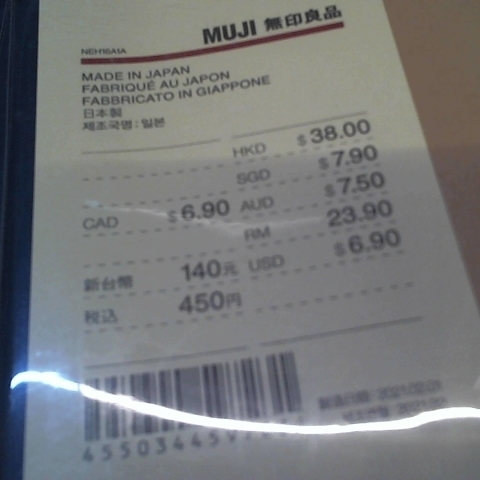 MUJI 無印良品
MADE IN JAPAN
FABRIQUÉ AU JAPON
FABBRICATO IN GIAPPONE
日本製
제조국명 : 일본
HKD $38.00
SGD $7.90
CAD $6.90 AUD $7.50
RM 23.90
新台幣 140元 USD $6.90
税込 450円